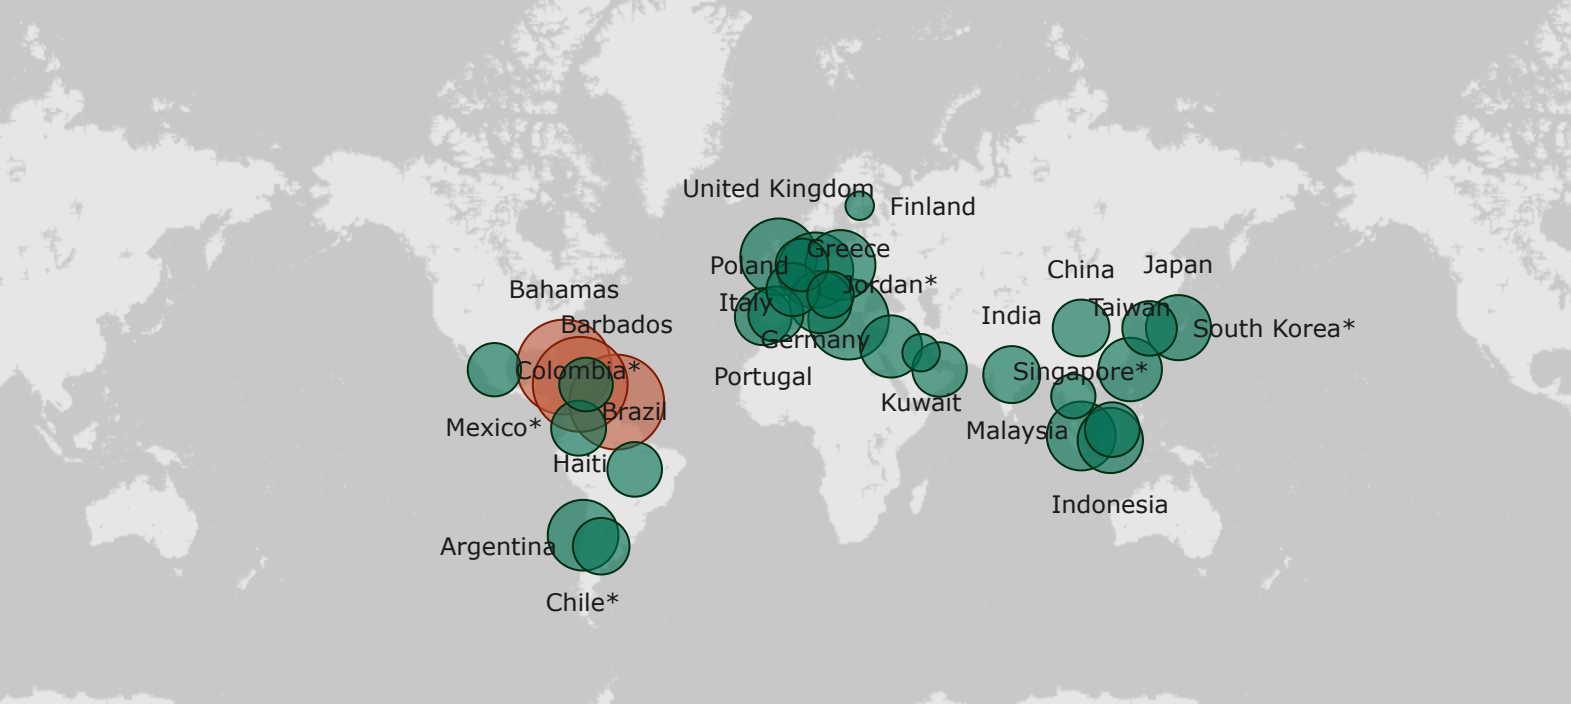 United Kingdom
Finland
Greece
Poland
Jordan*
Italy
Germany
Portugal
Kuwait
Bahamas
Barbados
Colombia*
Brazil
Mexico*
Haiti
Argentina
Chile*
China
Japan
India
Taiwan
South Korea*
Singapore*
Malaysia
Indonesia